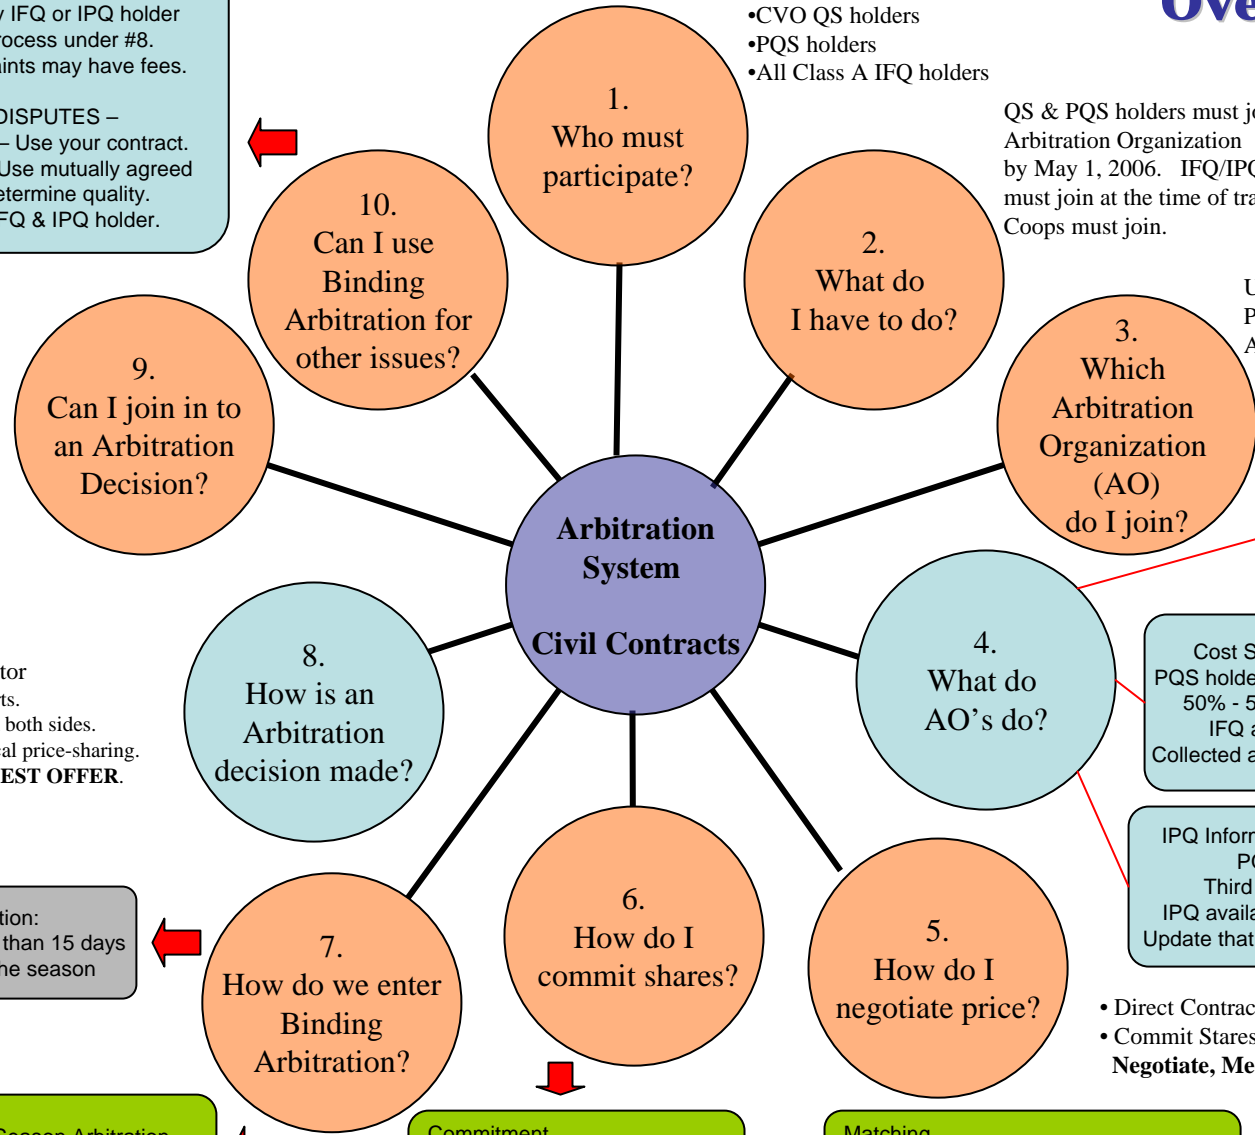 Ove
y IFQ or IPQ holder
rocess under #8.
aints may have fees.
DISPUTES –
– Use your contract.
Use mutually agreed
etermine quality.
FQ & IPQ holder.
•CVO QS holders
•PQS holders
•All Class A IFQ holders
QS & PQS holders must jo
Arbitration Organization
by May 1, 2006. IFQ/IPQ
must join at the time of tra
Coops must join.
1.
Who must
participate?
2.
What do
I have to do?
3.
Which
Arbitration
Organization
(AO)
do I join?
10.
Can I use
Binding
Arbitration for
other issues?
9.
Can I join in to
an Arbitration
Decision?
Arbitration
System
Civil Contracts
4.
What do
AO's do?
Cost S
PQS holde
50% - 5
IFQ a
Collected a
IPQ Inform
PQ
Third
IPQ availa
Update that
8.
How is an
Arbitration
decision made?
tor
rts.
both sides.
cal price-sharing.
EST OFFER.
tion:
than 15 days
he season
7.
How do we enter
Binding
Arbitration?
6.
How do I
commit shares?
5.
How do I
negotiate price?
• Direct Contrac
• Commit Stares
Negotiate, Me
Season Arbitration
Commitment
Matching